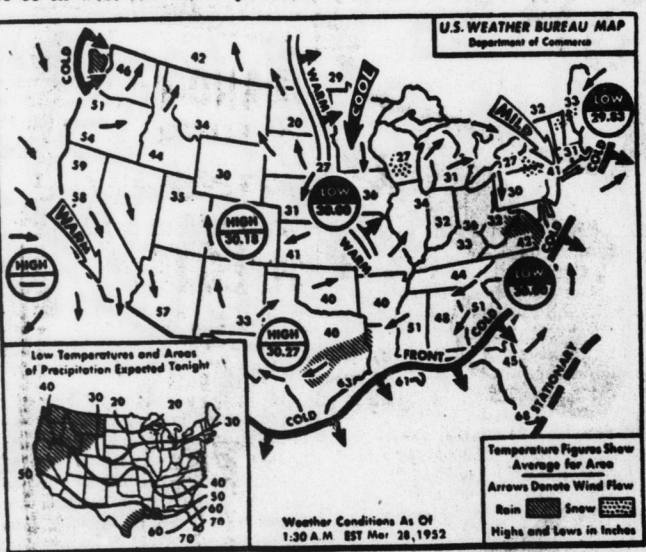 U.S. WEATHER BUREAU MAP
Department of Commerce
COLD
46
42
WARM
29
COOL
51
34
20
MILD
32
33
LOW
29.83
54
44
30
27
36
27
31
27
30
31
41
COLD
59
58
35
HIGH
30.18
31
41
LOW
WARM
34
32
33
36
33
42
COLD
WARM
HIGH
57
33
HIGH
30.27
40
40
40
44
51
48
51
COLD
LOW
FRONT
63
61
45
68
STATIONARY
COLD
Low Temperatures and Areas
of Precipitation Expected Tonight
40
30
20
20
30
50
40
50
60
70
60
70
Weather Conditions As Of
1:30 A.M EST Mar 28,1952
Temperature Figures Show
Average for Area
Arrows Denote Wind Flow
Rain
Snow
Highs and Lows in Inches